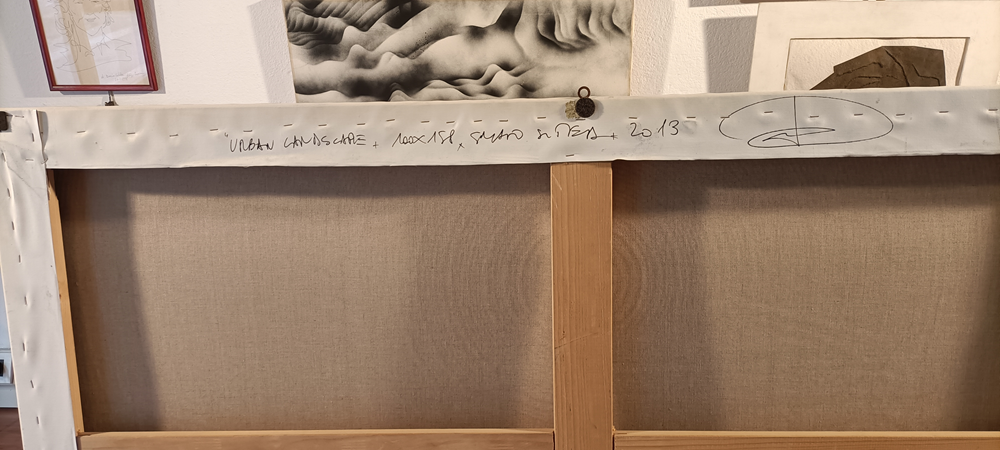 "URBAN LANDSCAPE, 100x150, SMALTO SU TELA, 2013